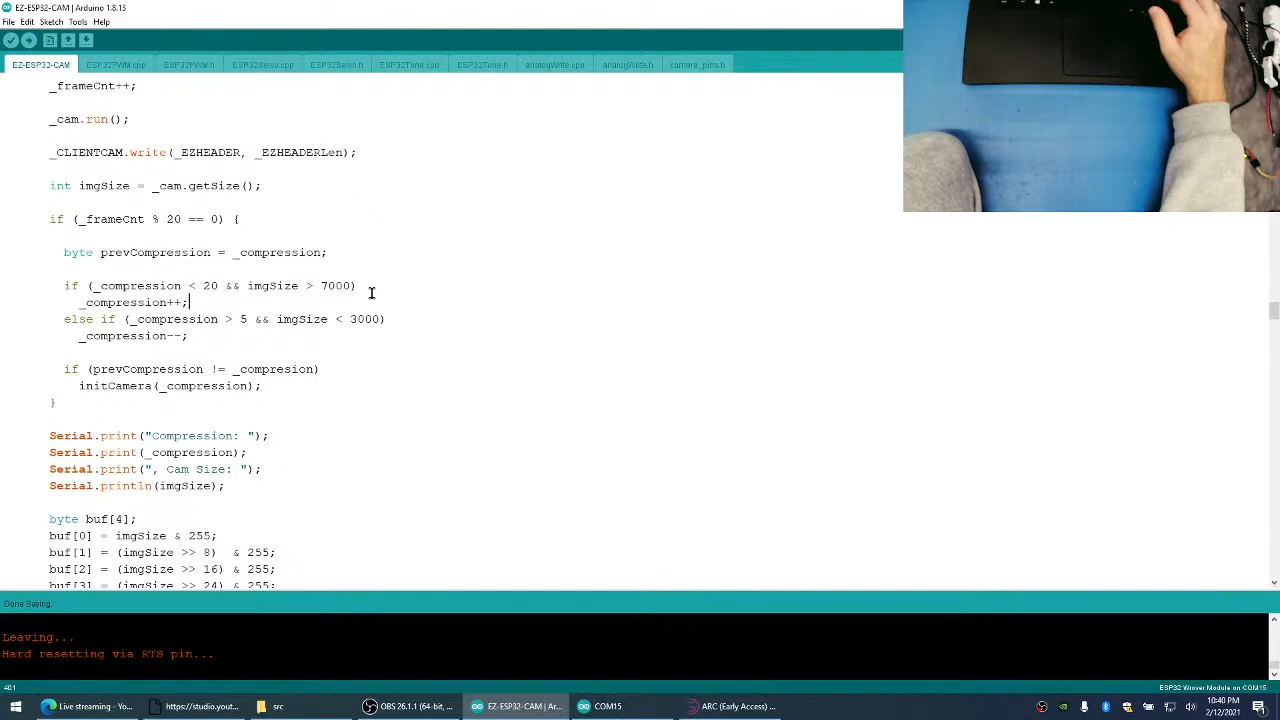 EZ-ESP32-CAM | Arduino 1.8.13
File Edit Sketch Tools Help
EZ-ESP32-CAM ESP32PWM.cpp ESP32PWM.h ESP32Servo.cpp ESP32Servo.h ESP32Tone.cpp ESP32Tone.h analogWrite.cpp analogWrite.h camera_pins.h
_frameCnt++;
_cam.run();
_CLIENTCAM.write(_EZHEADER, _EZHEADERLen);
int imgSize = _cam.getSize();
if (_frameCnt % 20 == 0) {
byte prevCompression = _compression;
if (_compression < 20 && imgSize > 7000)
_compression++;
else if (_compression > 5 && imgSize < 3000)
_compression--;
if (prevCompression != _compresion)
initCamera(_compression);
}
Serial.print("Compression: ");
Serial.print(_compression);
Serial.print(", Cam Size: ");
Serial.println(imgSize);
byte buf[4];
buf[0] = imgSize & 255;
buf[1] = (imgSize >> 8)  & 255;
buf[2] = (imgSize >> 16) & 255;
buf[3] = (imgSize >> 24) & 255;
Done Saving.
Leaving...
Hard resetting via RTS pin...
401 ESP32 Wrover Module on COM15
Live streaming - Yo... https://studio.yout... src OBS 26.1.1 (64-bit, ... EZ-ESP32-CAM | Ar... COM15 ARC (Early Access) ... 10:40 PM
2/12/2021